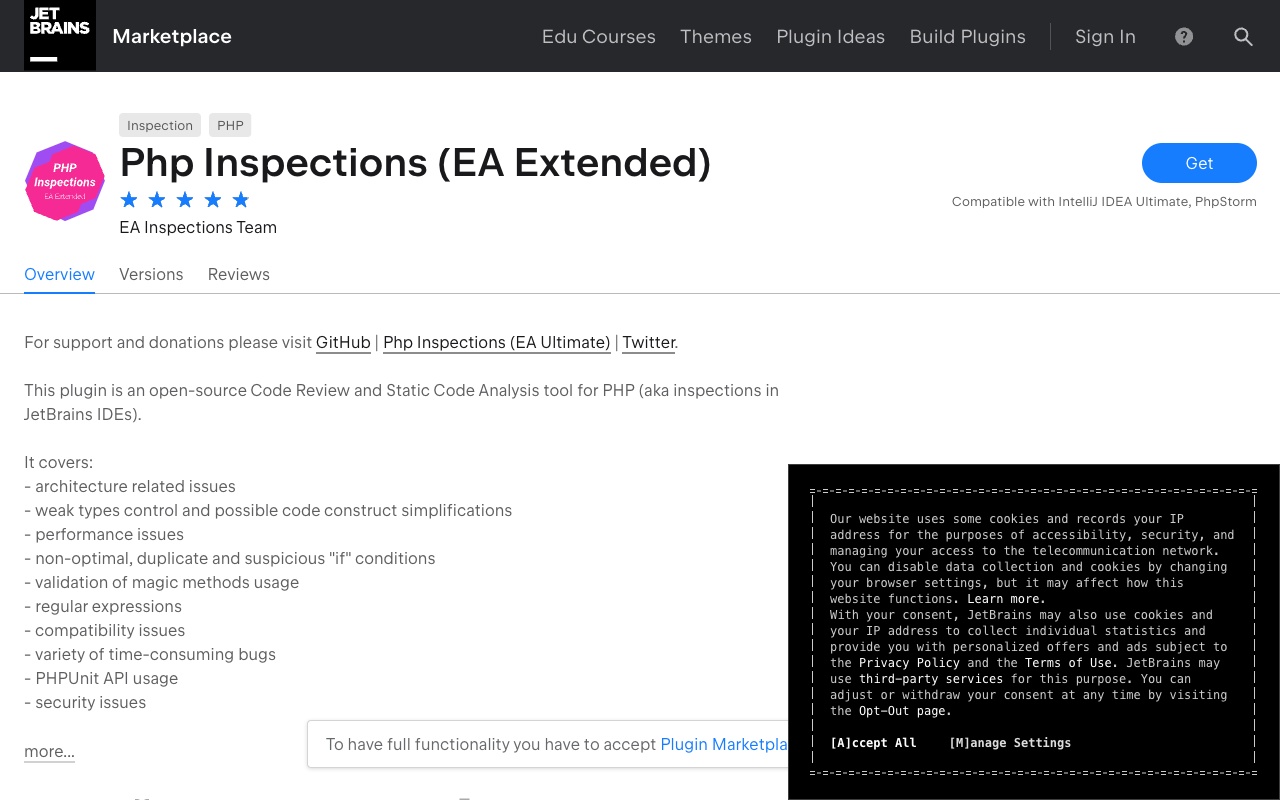 JET
BRAINS
Marketplace
Edu Courses
Themes
Plugin Ideas
Build Plugins
Sign In
?
Inspection
PHP
PHP
Inspections
EA Extended
Php Inspections (EA Extended)
Get
Compatible with IntelliJ IDEA Ultimate, PhpStorm
EA Inspections Team
Overview
Versions
Reviews
For support and donations please visit GitHub | Php Inspections (EA Ultimate) | Twitter.
This plugin is an open-source Code Review and Static Code Analysis tool for PHP (aka inspections in
JetBrains IDEs).
It covers:
- architecture related issues
- weak types control and possible code construct simplifications
- performance issues
- non-optimal, duplicate and suspicious "if" conditions
- validation of magic methods usage
- regular expressions
- compatibility issues
- variety of time-consuming bugs
- PHPUnit API usage
- security issues
more...
To have full functionality you have to accept Plugin Marketpla
Our website uses some cookies and records your IP
address for the purposes of accessibility, security, and
managing your access to the telecommunication network.
You can disable data collection and cookies by changing
your browser settings, but it may affect how this
website functions. Learn more.
With your consent, JetBrains may also use cookies and
your IP address to collect individual statistics and
provide you with personalized offers and ads subject to
the Privacy Policy and the Terms of Use. JetBrains may
use third-party services for this purpose. You can
adjust or withdraw your consent at any time by visiting
the Opt-Out page.
[A]ccept All
[M]anage Settings